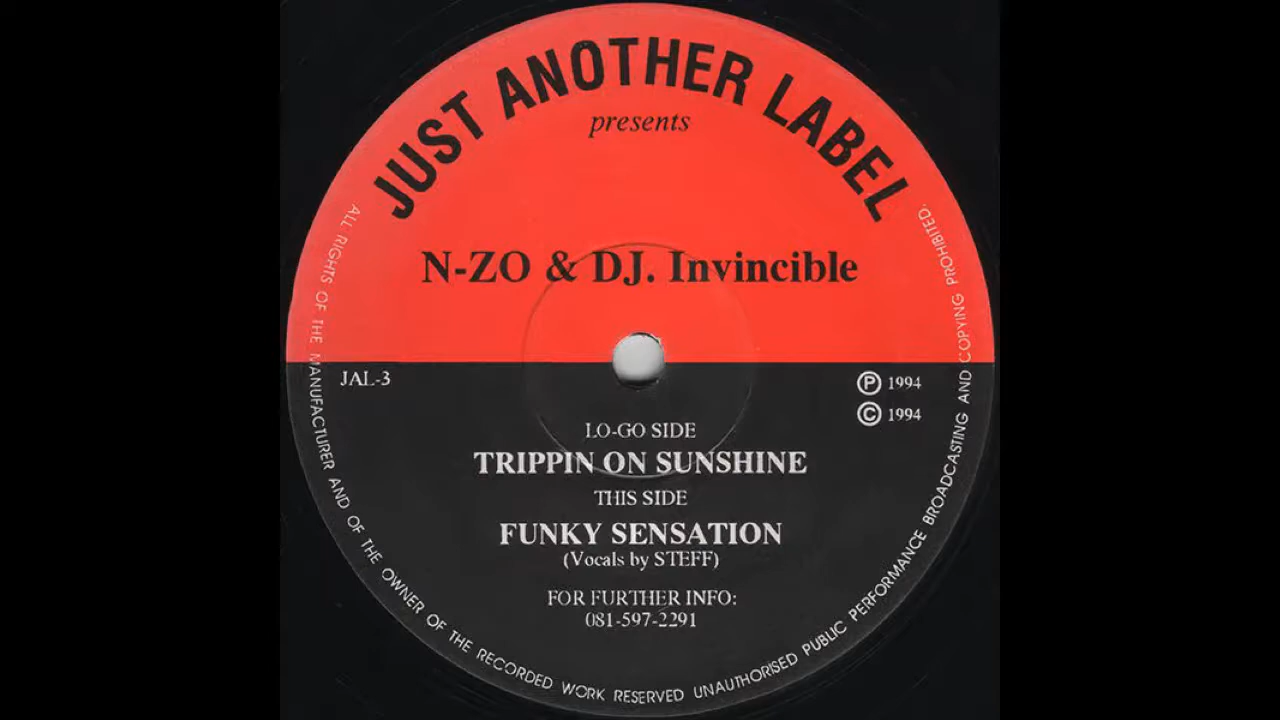 JUST ANOTHER LABEL
presents
N-ZO & DJ. Invincible
JAL-3
Ⓟ 1994
© 1994
LO-GO SIDE
TRIPPIN ON SUNSHINE
THIS SIDE
FUNKY SENSATION
(Vocals by STEFF)
FOR FURTHER INFO:
081-597-2291
ALL RIGHTS OF THE MANUFACTURER AND OF THE OWNER OF THE RECORDED WORK RESERVED UNAUTHORISED PUBLIC PERFORMANCE BROADCASTING AND COPYING PROHIBITED.